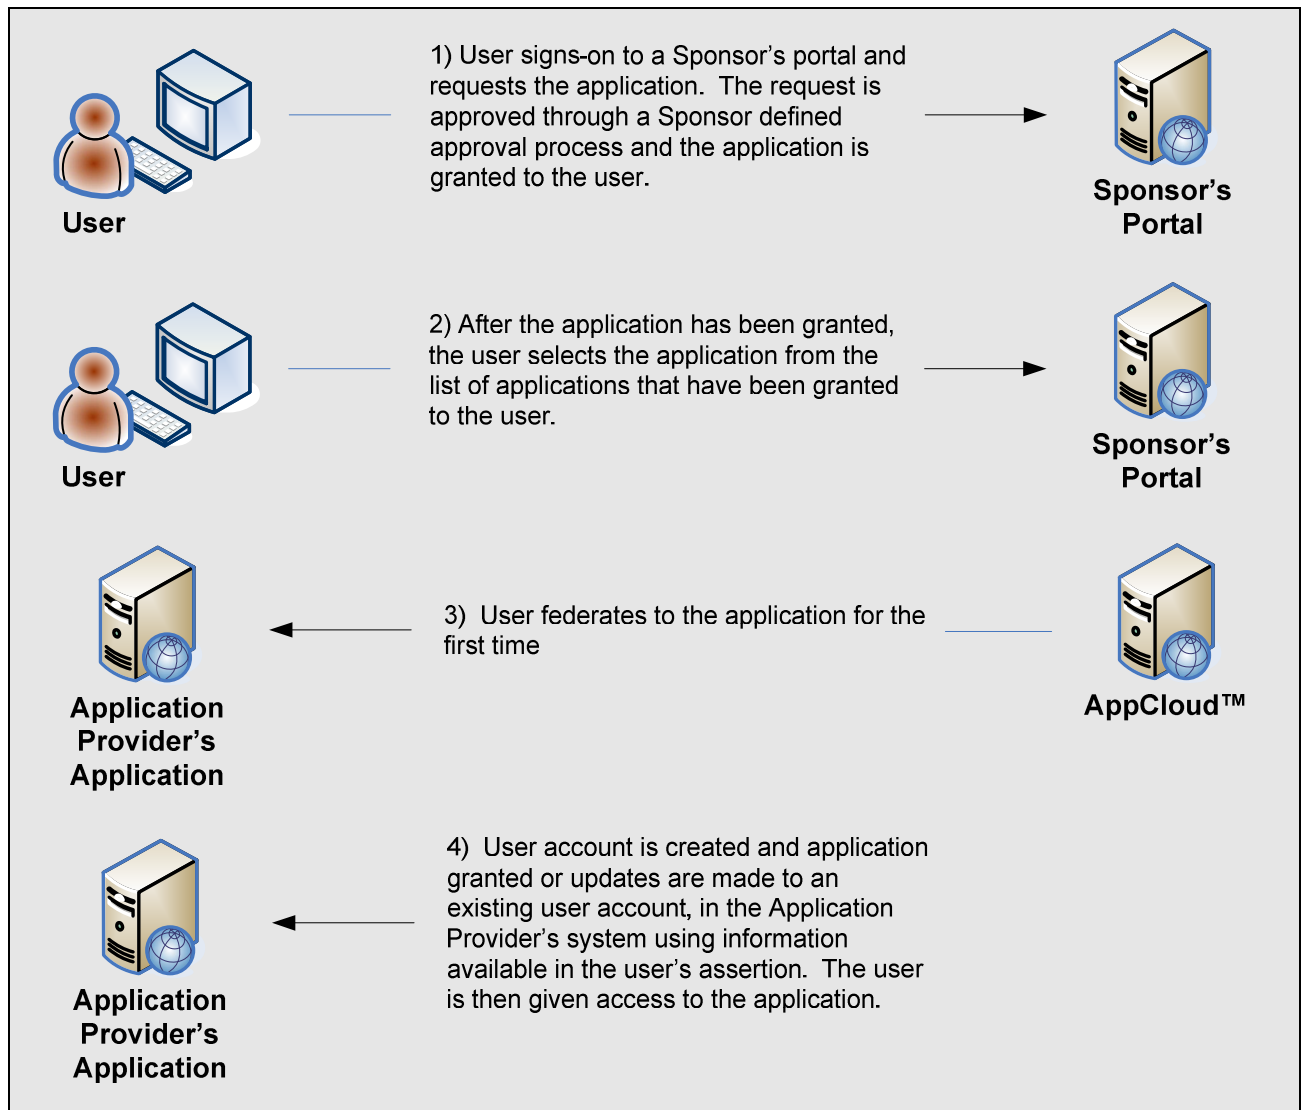 1) User signs-on to a Sponsor's portal and
requests the application.  The request is
approved through a Sponsor defined
approval process and the application is
granted to the user.
User
Sponsor's
Portal
2) After the application has been granted,
the user selects the application from the
list of applications that have been granted
to the user.
User
Sponsor's
Portal
3)  User federates to the application for the
first time
Application
Provider's
Application
AppCloud™
4)  User account is created and application
granted or updates are made to an
existing user account, in the Application
Provider's system using information
available in the user's assertion.  The user
is then given access to the application.
Application
Provider's
Application